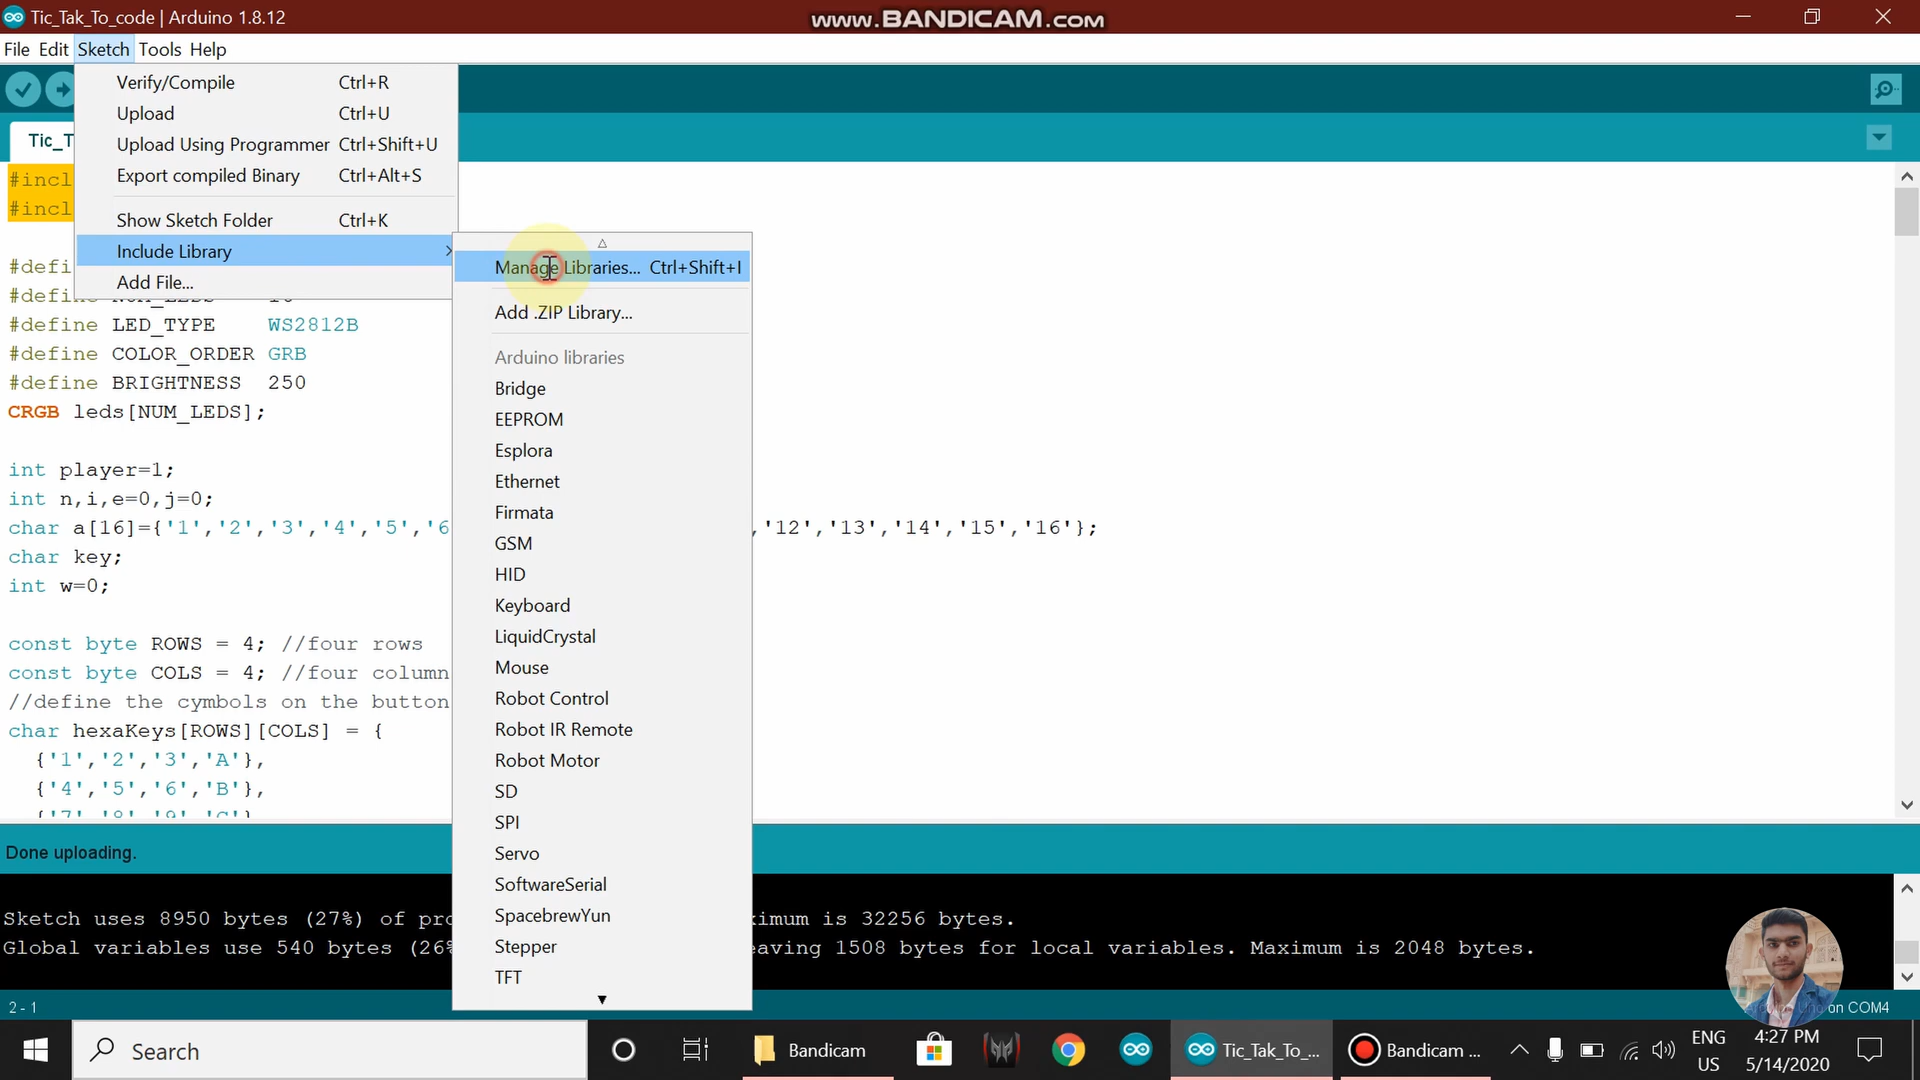 Tic_Tak_To_code | Arduino 1.8.12
www.BANDICAM.com
File Edit Sketch Tools Help
Verify/Compile Ctrl+R
Upload Ctrl+U
Upload Using Programmer Ctrl+Shift+U
Export compiled Binary Ctrl+Alt+S
Show Sketch Folder Ctrl+K
Include Library
Add File...
Manage Libraries... Ctrl+Shift+I
Add .ZIP Library...
Arduino libraries
Bridge
EEPROM
Esplora
Ethernet
Firmata
GSM
HID
Keyboard
LiquidCrystal
Mouse
Robot Control
Robot IR Remote
Robot Motor
SD
SPI
Servo
SoftwareSerial
SpacebrewYun
Stepper
TFT
Tic_T
#incl
#incl
#defi
#define LED_TYPE WS2812B
#define COLOR_ORDER GRB
#define BRIGHTNESS 250
CRGB leds[NUM_LEDS];
int player=1;
int n,i,e=0,j=0;
char a[16]={'1','2','3','4','5','6 ,'12','13','14','15','16'};
char key;
int w=0;
const byte ROWS = 4; //four rows
const byte COLS = 4; //four column
//define the cymbols on the button
char hexaKeys[ROWS][COLS] = {
{'1','2','3','A'},
{'4','5','6','B'},
{'7','8','9','C'}
Done uploading.
Sketch uses 8950 bytes (27%) of pro ximum is 32256 bytes.
Global variables use 540 bytes (26% eaving 1508 bytes for local variables. Maximum is 2048 bytes.
2 - 1
on COM4
Search
Bandicam
Tic_Tak_To_...
Bandicam ...
ENG
US
4:27 PM
5/14/2020